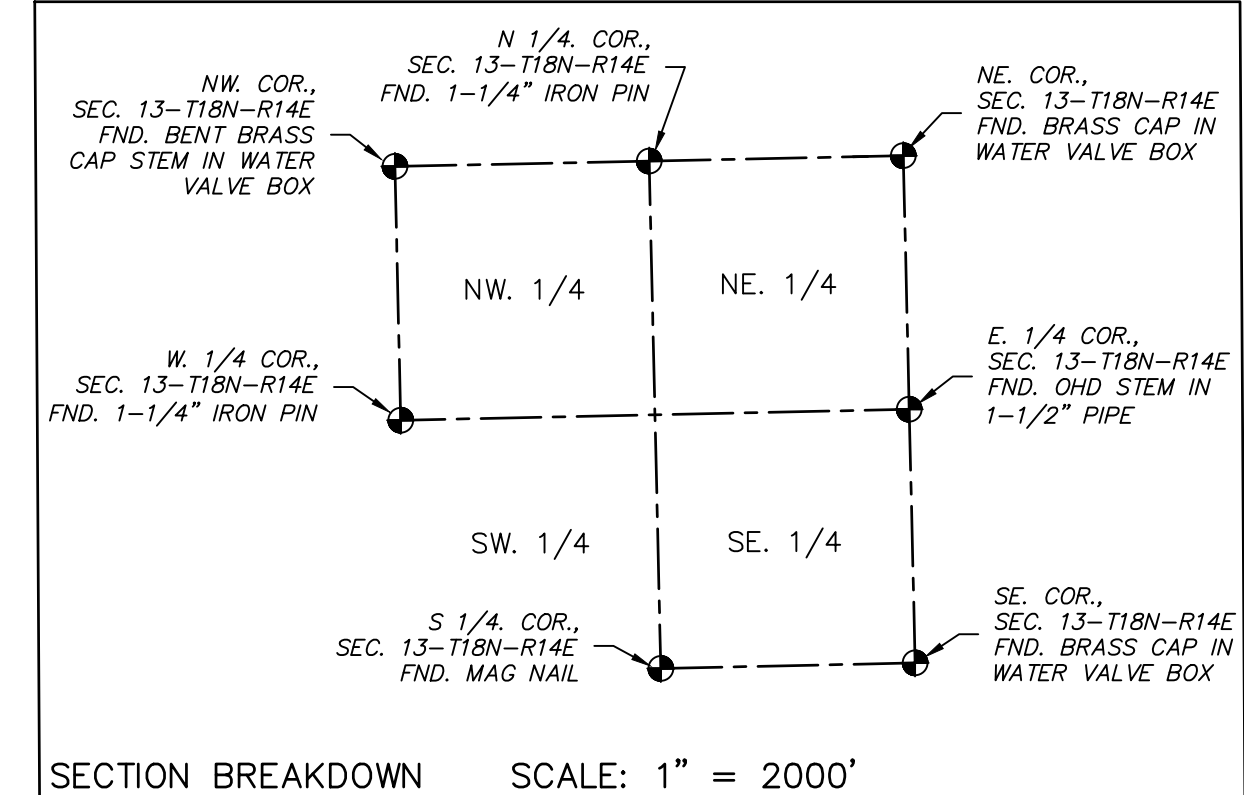 N 1/4. COR.,
SEC. 13-T18N-R14E
FND. 1-1/4" IRON PIN
NW. COR.,
SEC. 13-T18N-R14E
FND. BENT BRASS
CAP STEM IN WATER
VALVE BOX
NE. COR.,
SEC. 13-T18N-R14E
FND. BRASS CAP IN
WATER VALVE BOX
NW. 1/4
NE. 1/4
W. 1/4 COR.,
SEC. 13-T18N-R14E
FND. 1-1/4" IRON PIN
E. 1/4 COR.,
SEC. 13-T18N-R14E
FND. OHD STEM IN
1-1/2" PIPE
SW. 1/4
SE. 1/4
S 1/4. COR.,
SEC. 13-T18N-R14E
FND. MAG NAIL
SE. COR.,
SEC. 13-T18N-R14E
FND. BRASS CAP IN
WATER VALVE BOX
SECTION BREAKDOWN SCALE: 1" = 2000'